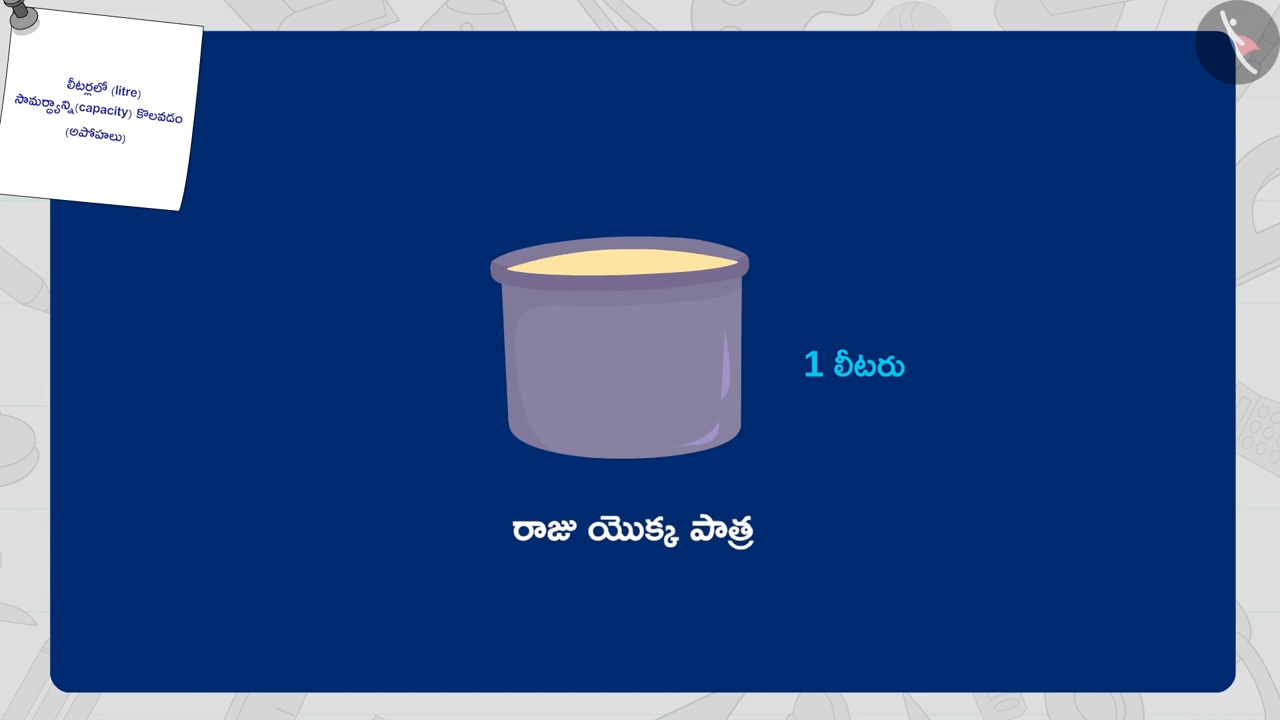 లీటర్లలో (litre)
సామర్ధ్యాన్ని(capacity) కొలవడం
(అపోహలు)
1 లీటరు
రాజు యొక్క పాత్ర